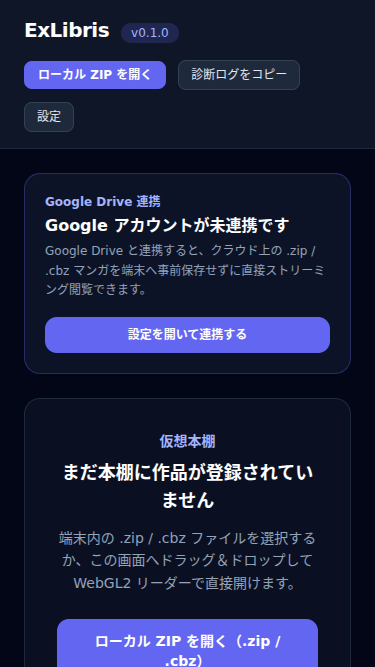 ExLibris v0.1.0
ローカル ZIP を開く 診断ログをコピー
設定
Google Drive 連携
Google アカウントが未連携です
Google Drive と連携すると、クラウド上の .zip /
.cbz マンガを端末へ事前保存せずに直接ストリーミ
ング閲覧できます。
設定を開いて連携する
仮想本棚
まだ本棚に作品が登録されてい
ません
端末内の .zip / .cbz ファイルを選択する
か、この画面へドラッグ＆ドロップして
WebGL2 リーダーで直接開けます。
ローカル ZIP を開く（.zip /
.cbz）